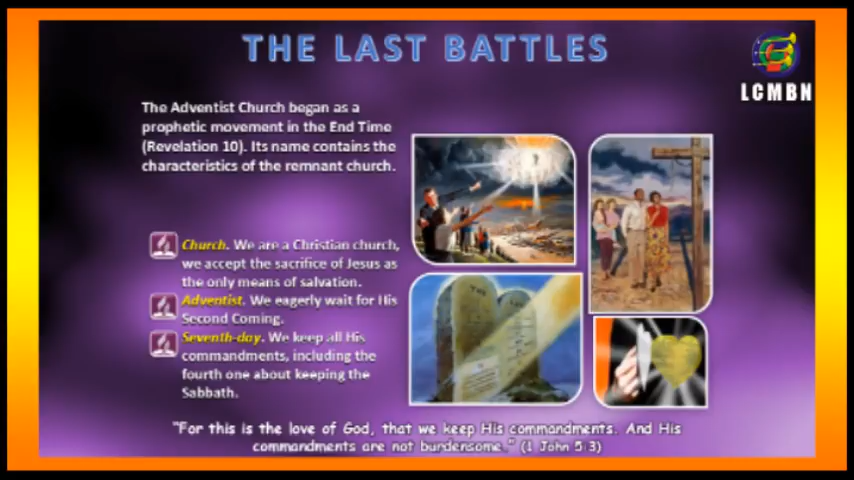 THE LAST BATTLES
LCMBN
The Adventist Church began as a
prophetic movement in the End Time
(Revelation 10). Its name contains the
characteristics of the remnant church.
Church. We are a Christian church,
we accept the sacrifice of Jesus as
the only means of salvation.
Adventist. We eagerly wait for His
Second Coming.
Seventh-day. We keep all His
commandments, including the
fourth one about keeping the
Sabbath.
"For this is the love of God, that we keep His commandments. And His
commandments are not burdensome." (1 John 5:3)